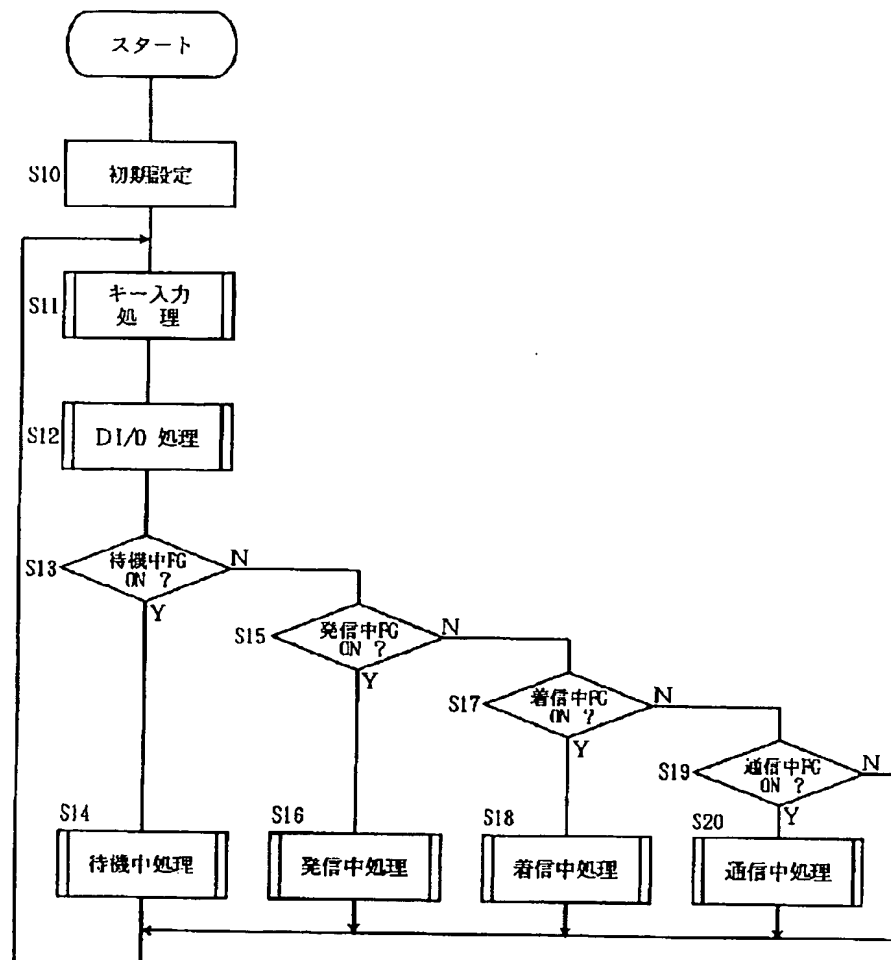 スタート
S10
初期設定
S11
キー入力
処 理
S12
DI/O 処理
S13
待機中FG
ON ?
N
Y
S15
発信中FG
ON ?
N
Y
S17
着信中FG
ON ?
N
Y
S19
通信中FG
ON ?
N
Y
S14
待機中処理
S16
発信中処理
S18
着信中処理
S20
通信中処理